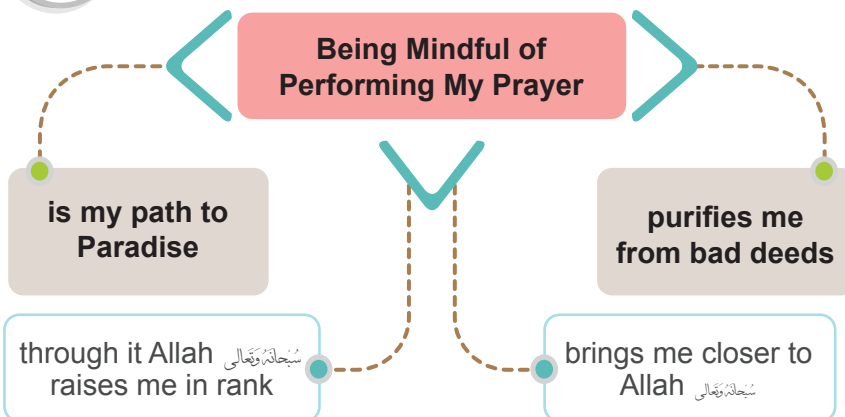 Being Mindful of
Performing My Prayer
is my path to
Paradise
purifies me
from bad deeds
through it Allah سُبْحَانَهُ وَتَعَالَى
raises me in rank
brings me closer to
Allah سُبْحَانَهُ وَتَعَالَى